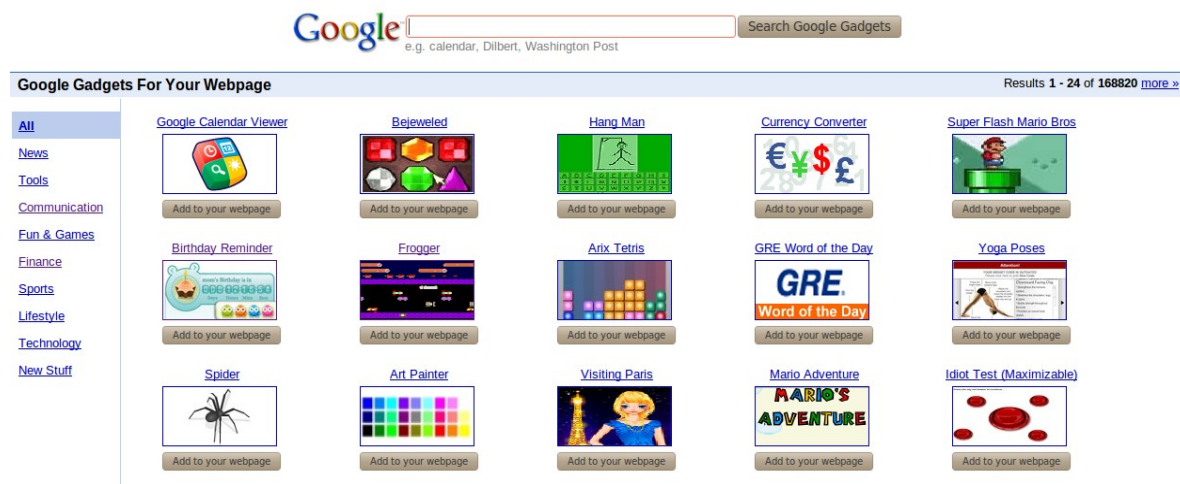 Google Search Google Gadgets
e.g. calendar, Dilbert, Washington Post
Google Gadgets For Your Webpage Results 1 - 24 of 168820 more »
All
News
Tools
Communication
Fun & Games
Finance
Sports
Lifestyle
Technology
New Stuff
Google Calendar Viewer Bejeweled Hang Man Currency Converter Super Flash Mario Bros
12
€ ¥ $ £
Add to your webpage Add to your webpage Add to your webpage Add to your webpage Add to your webpage
Birthday Reminder Frogger Arix Tetris GRE Word of the Day Yoga Poses
mom's Birthday is in
GRE.
Word of the Day
Attention!
Add to your webpage Add to your webpage Add to your webpage Add to your webpage Add to your webpage
Spider Art Painter Visiting Paris Mario Adventure Idiot Test (Maximizable)
MARIO'S
ADVENTURE
Add to your webpage Add to your webpage Add to your webpage Add to your webpage Add to your webpage